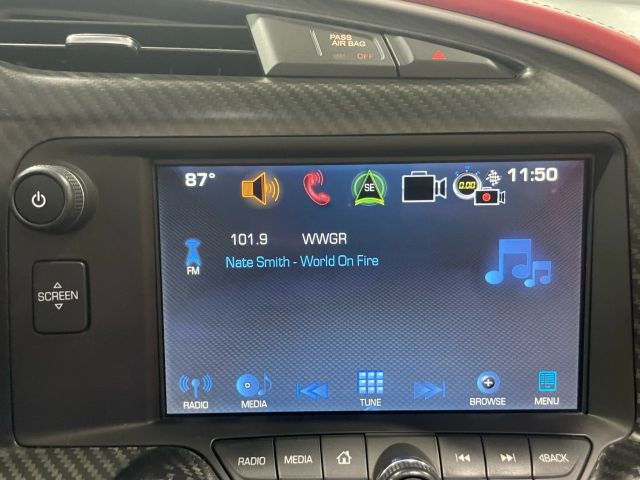 PASS
AIR BAG
OFF
87°
SE
0.00
11:50
101.9 WWGR
FM
Nate Smith - World On Fire
SCREEN
RADIO
MEDIA
TUNE
BROWSE
MENU
RADIO
MEDIA
BACK